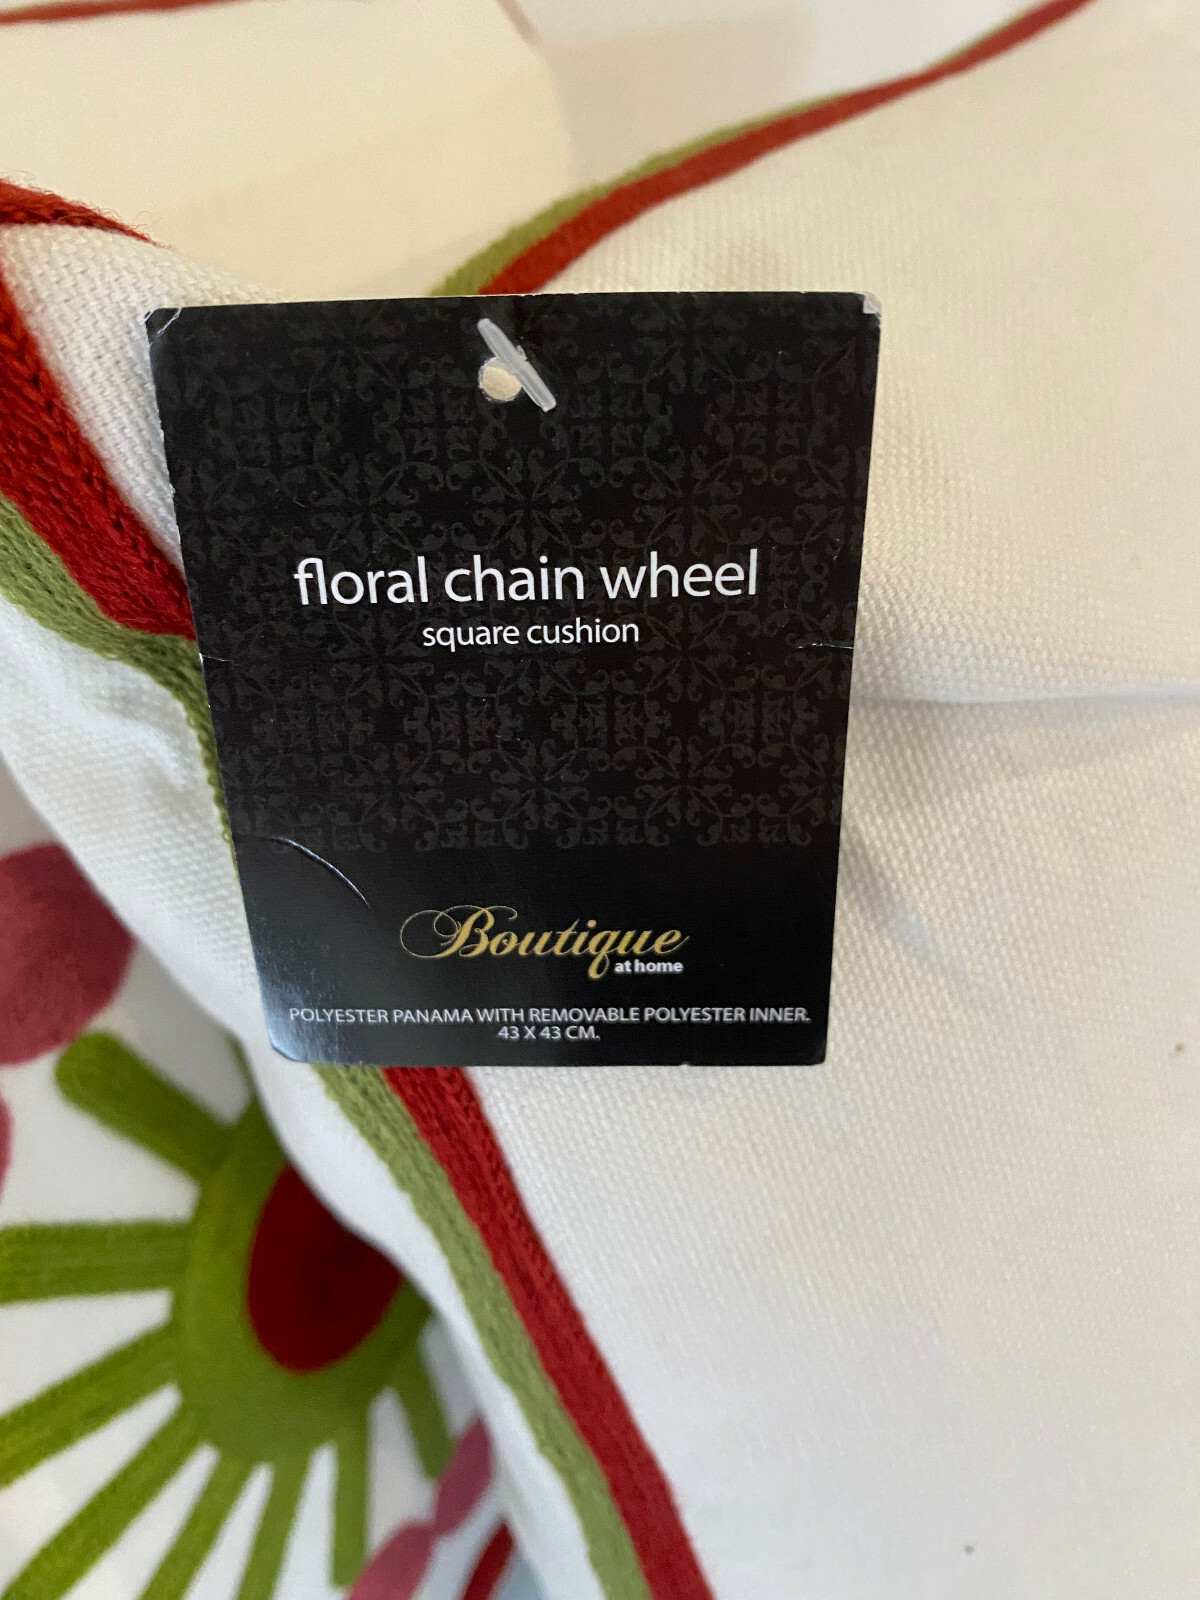 floral chain wheel
square cushion
Boutique
at home
POLYESTER PANAMA WITH REMOVABLE POLYESTER INNER.
43 X 43 CM.